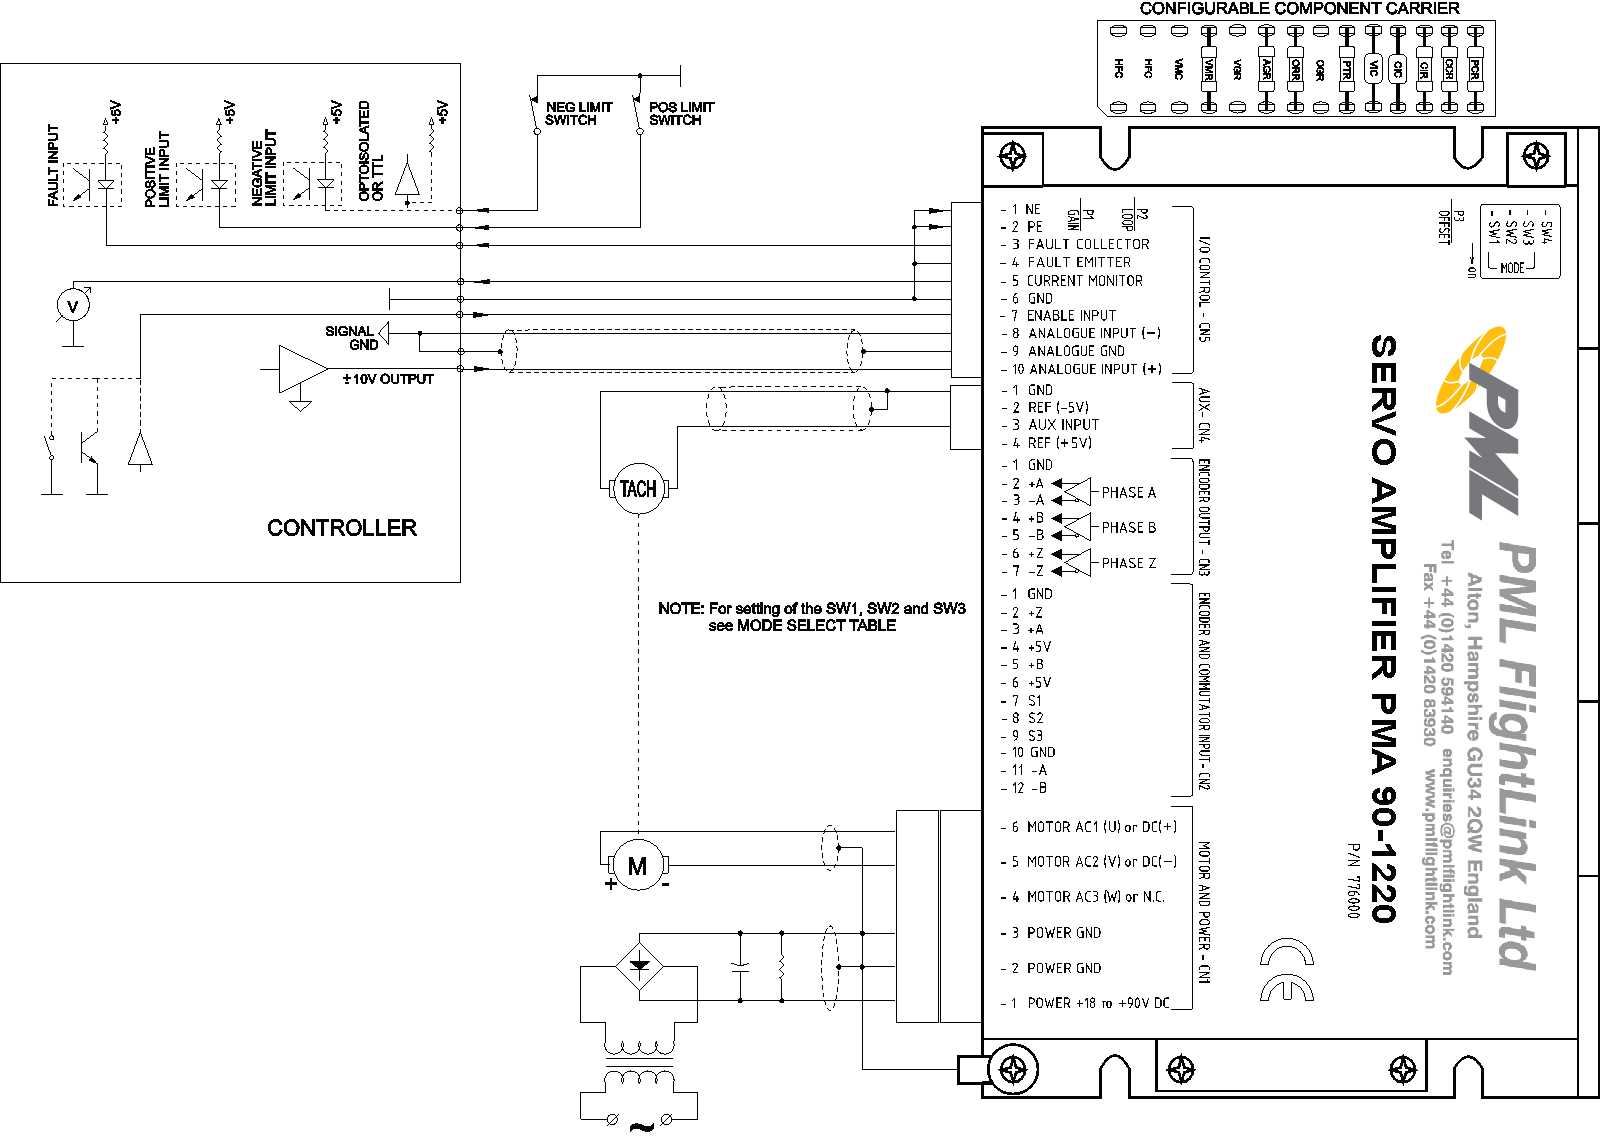 CONFIGURABLE COMPONENT CARRIER
HFC
HFC
VMC
VMR
VGR
AGR
ORR
CGR
PTR
VIC
CIC
CIR
CCR
PCR
+5V
+5V
+5V
+5V
FAULT INPUT
POSITIVE
LIMIT INPUT
NEGATIVE
LIMIT INPUT
OPTOISOLATED
OR TTL
NEG LIMIT
SWITCH
POS LIMIT
SWITCH
V
SIGNAL
GND
±10V OUTPUT
CONTROLLER
TACH
NOTE: For setting of the SW1, SW2 and SW3
see MODE SELECT TABLE
M
+
-
~
- 1 NE
- 2 PE
- 3 FAULT COLLECTOR
- 4 FAULT EMITTER
- 5 CURRENT MONITOR
- 6 GND
- 7 ENABLE INPUT
- 8 ANALOGUE INPUT (-)
- 9 ANALOGUE GND
- 10 ANALOGUE INPUT (+)
P1
GAIN
P2
LOOP
I/O CONTROL - CN5
- 1 GND
- 2 REF (-5V)
- 3 AUX INPUT
- 4 REF (+5V)
AUX- CN4
- 1 GND
- 2 +A
- 3 -A
- 4 +B
- 5 -B
- 6 +Z
- 7 -Z
PHASE A
PHASE B
PHASE Z
ENCODER OUTPUT - CN3
- 1 GND
- 2 +Z
- 3 +A
- 4 +5V
- 5 +B
- 6 +5V
- 7 S1
- 8 S2
- 9 S3
- 10 GND
- 11 -A
- 12 -B
ENCODER AND COMMUTATOR INPUT- CN2
- 6 MOTOR AC1 (U) or DC(+)
- 5 MOTOR AC2 (V) or DC(-)
- 4 MOTOR AC3 (W) or N.C.
- 3 POWER GND
- 2 POWER GND
- 1 POWER +18 to +90V DC
MOTOR AND POWER - CN1
P3
OFFSET
on
- SW1
- SW2
- SW3
- SW4
MODE
SERVO AMPLIFIER PMA 90-1220
P/N 776000
CE
PML
PML FlightLink Ltd
Alton, Hampshire GU34 2QW England
Tel +44 (0)1420 594140 enquiries@pmlflightlink.com
Fax +44 (0)1420 83930 www.pmlflightlink.com